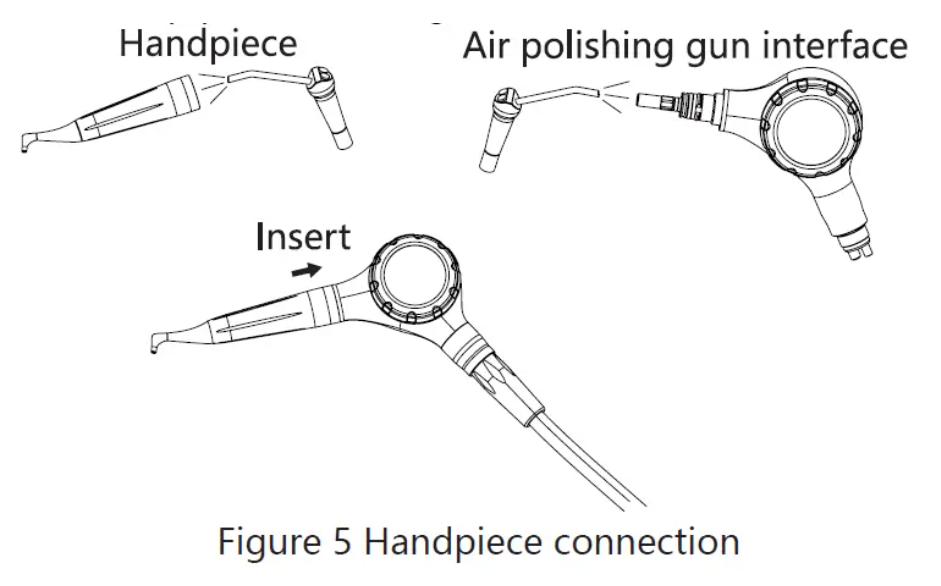 Handpiece
Air polishing gun interface
Insert
Figure 5 Handpiece connection